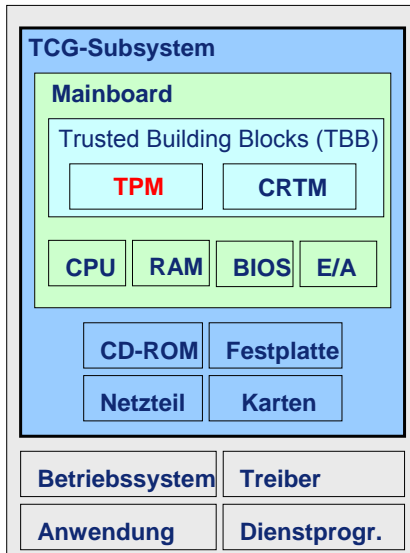 TCG-Subsystem
Mainboard
Trusted Building Blocks (TBB)
TPM CRTM
CPU RAM BIOS E/A
CD-ROM Festplatte
Netzteil Karten
Betriebssystem Treiber
Anwendung Dienstprogr.